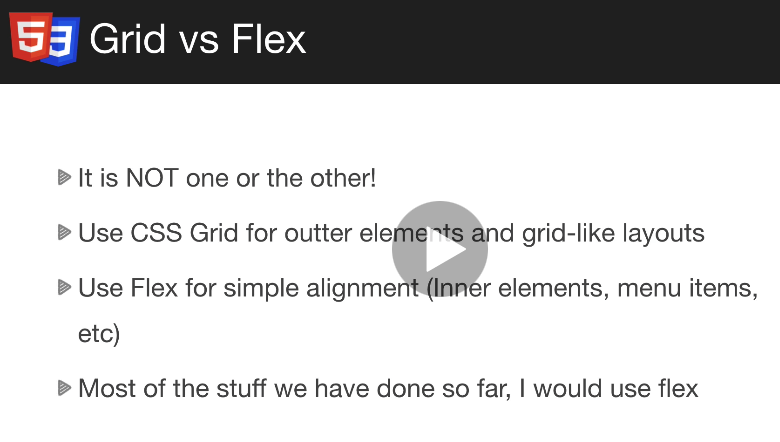 5 3 Grid vs Flex
It is NOT one or the other!
Use CSS Grid for outter elements and grid-like layouts
Use Flex for simple alignment (Inner elements, menu items,
etc)
Most of the stuff we have done so far, I would use flex